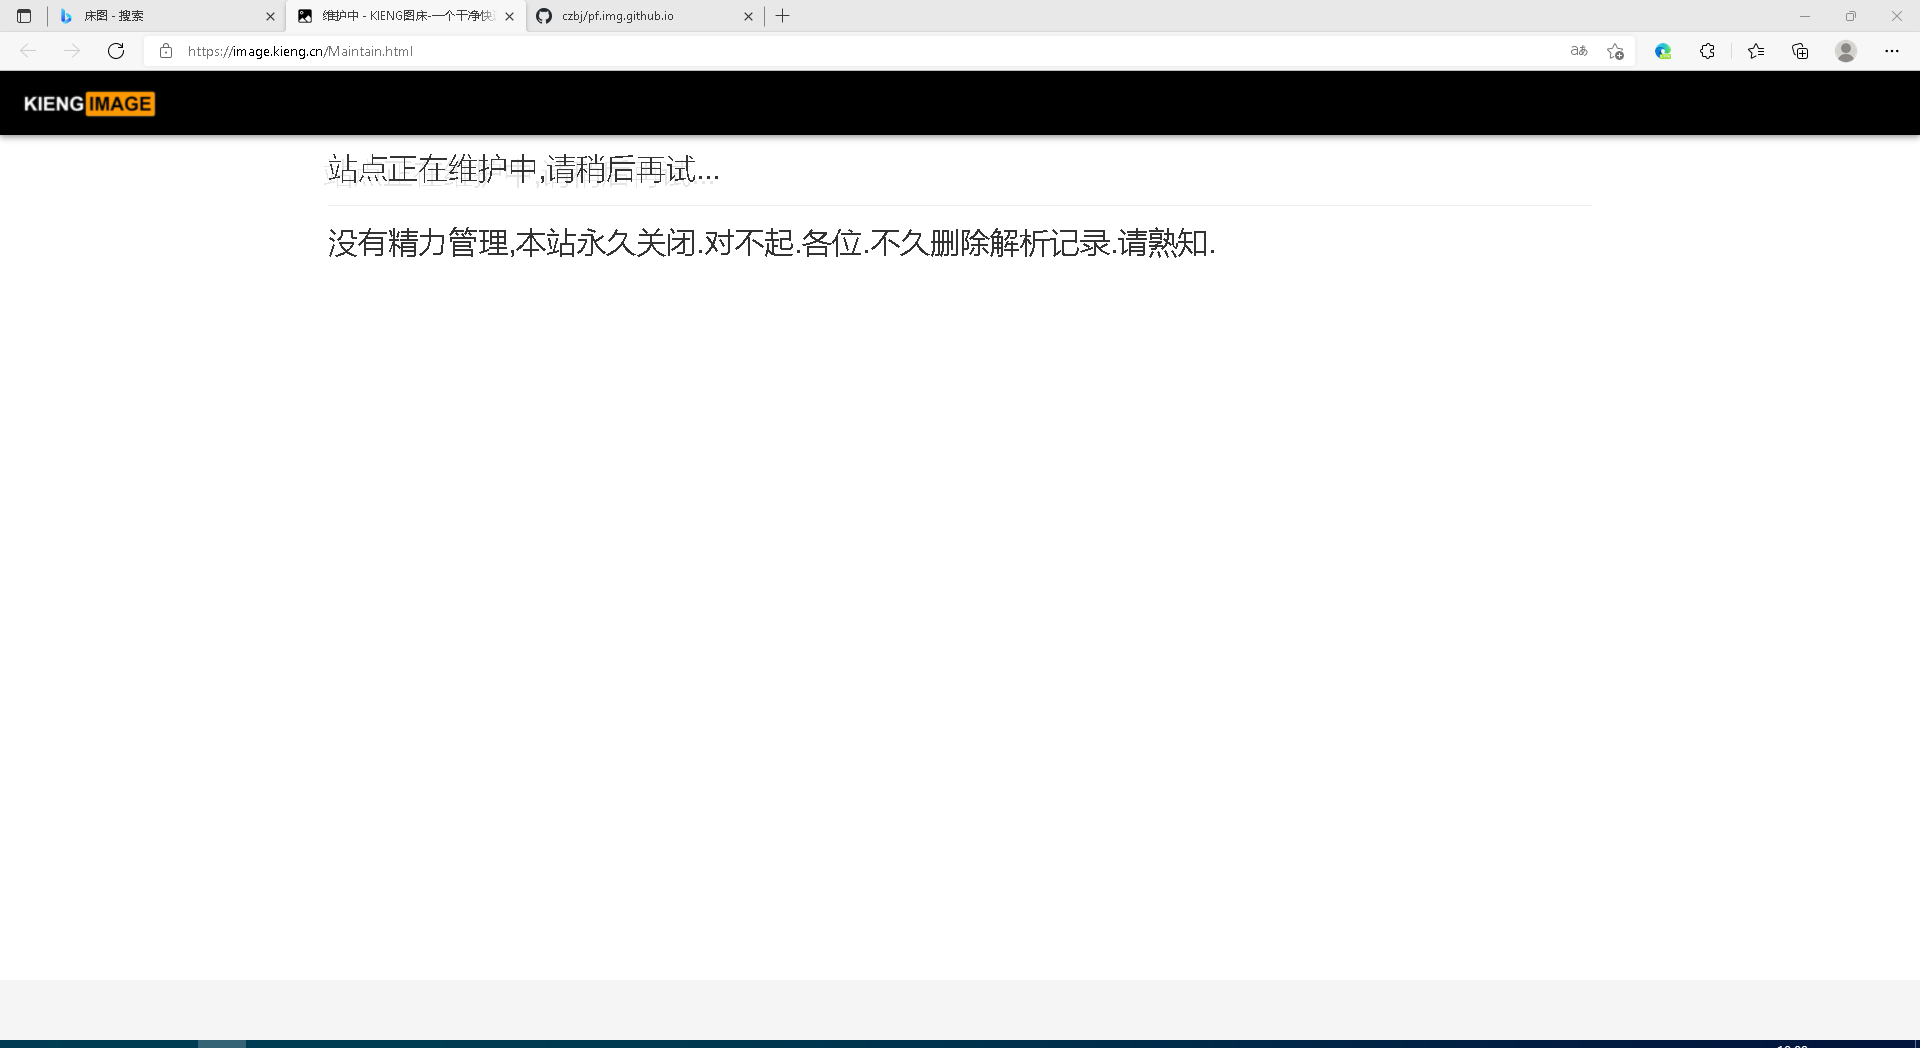 床图 - 搜索
维护中 - KIENG图床-一个干净快
czbj/pf.img.github.io
https://image.kieng.cn/Maintain.html
KIENG IMAGE
站点正在维护中,请稍后再试...
没有精力管理,本站永久关闭.对不起.各位.不久删除解析记录.请熟知.